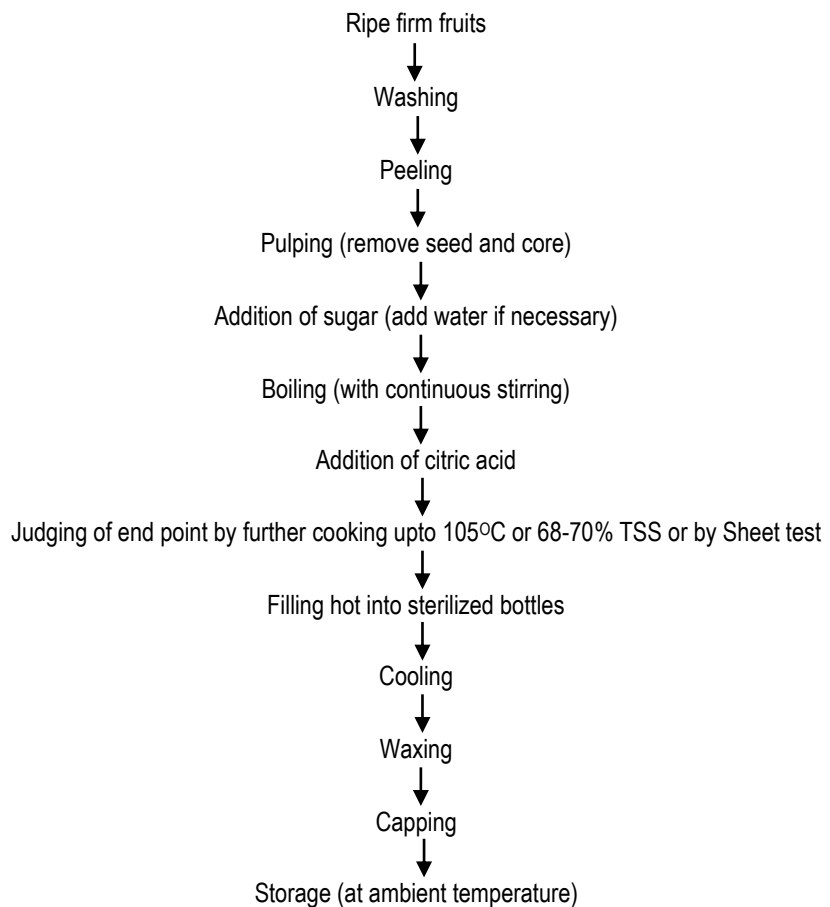 Ripe firm fruits
Washing
Peeling
Pulping (remove seed and core)
Addition of sugar (add water if necessary)
Boiling (with continuous stirring)
Addition of citric acid
Judging of end point by further cooking upto 105⁰C or 68-70% TSS or by Sheet test
Filling hot into sterilized bottles
Cooling
Waxing
Capping
Storage (at ambient temperature)